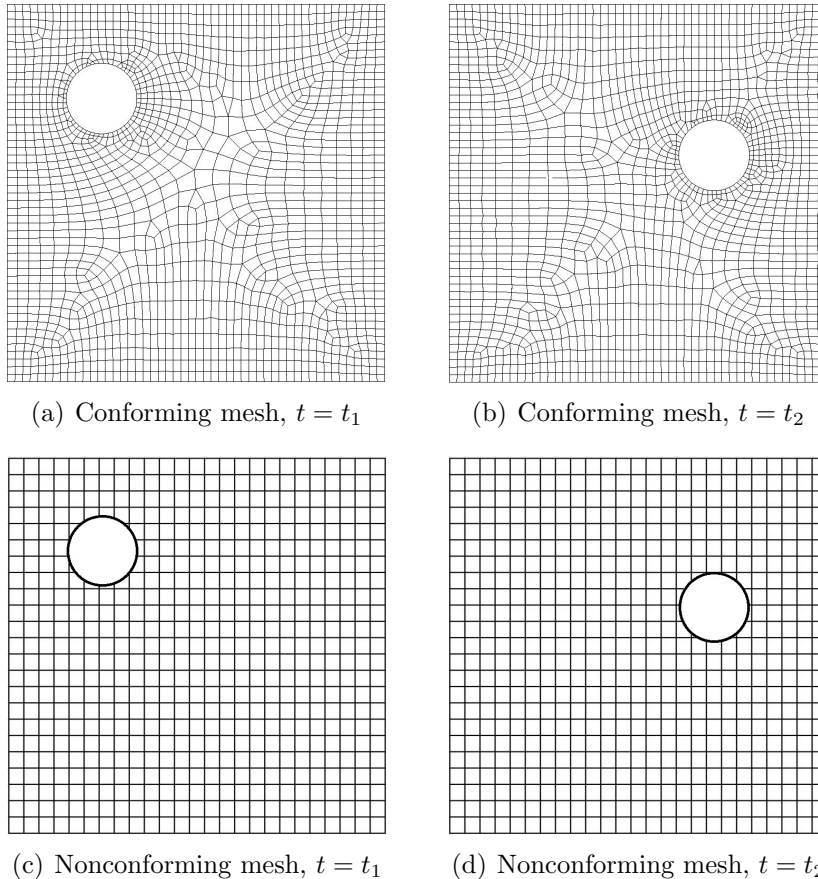 (a) Conforming mesh, t = t₁
(b) Conforming mesh, t = t₂
(c) Nonconforming mesh, t = t₁
(d) Nonconforming mesh, t = t₂